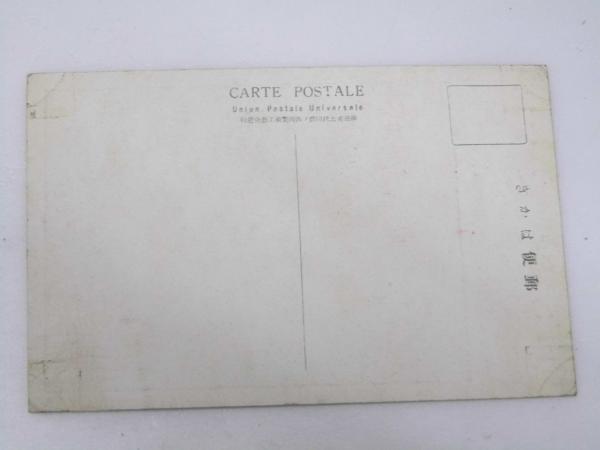 CARTE POSTALE
Union Postale Universelle
きかは便郵